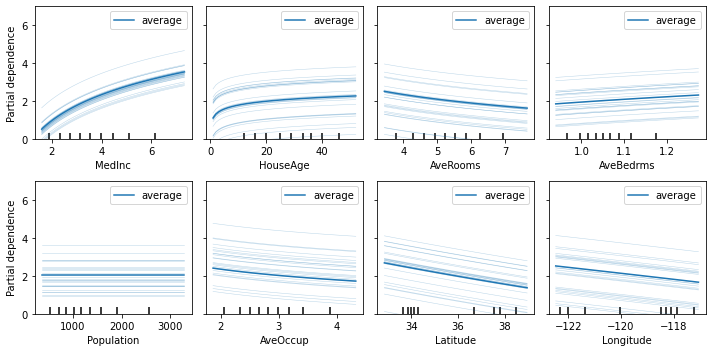 average
average
average
average
Partial dependence
6
4
2
0
2
4
6
0
20
40
4
5
6
7
1.0
1.1
1.2
MedInc
HouseAge
AveRooms
AveBedrms
average
average
average
average
Partial dependence
6
4
2
0
1000
2000
3000
2
3
4
34
36
38
−122
−120
−118
Population
AveOccup
Latitude
Longitude